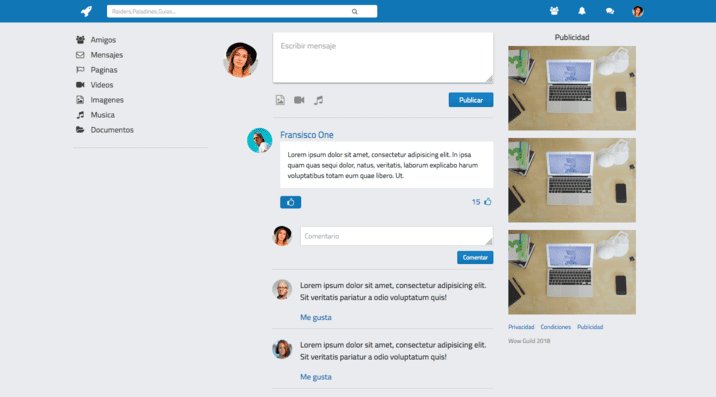 Raiders,Paladines,Guias...
Amigos
Mensajes
Paginas
Videos
Imagenes
Musica
Documentos
Escribir mensaje
Publicar
Fransisco One
Lorem ipsum dolor sit amet, consectetur adipisicing elit. In ipsa
quam quas sequi dolor, natus, veritatis, laborum explicabo harum
voluptatibus totam eum quae libero. Ut.
15
Comentario
Comentar
Lorem ipsum dolor sit amet, consectetur adipisicing elit.
Sit veritatis pariatur a odio voluptatum quis!
Me gusta
Lorem ipsum dolor sit amet, consectetur adipisicing elit.
Sit veritatis pariatur a odio voluptatum quis!
Me gusta
Publicidad
Privacidad Condiciones Publicidad
Wow Guild 2018